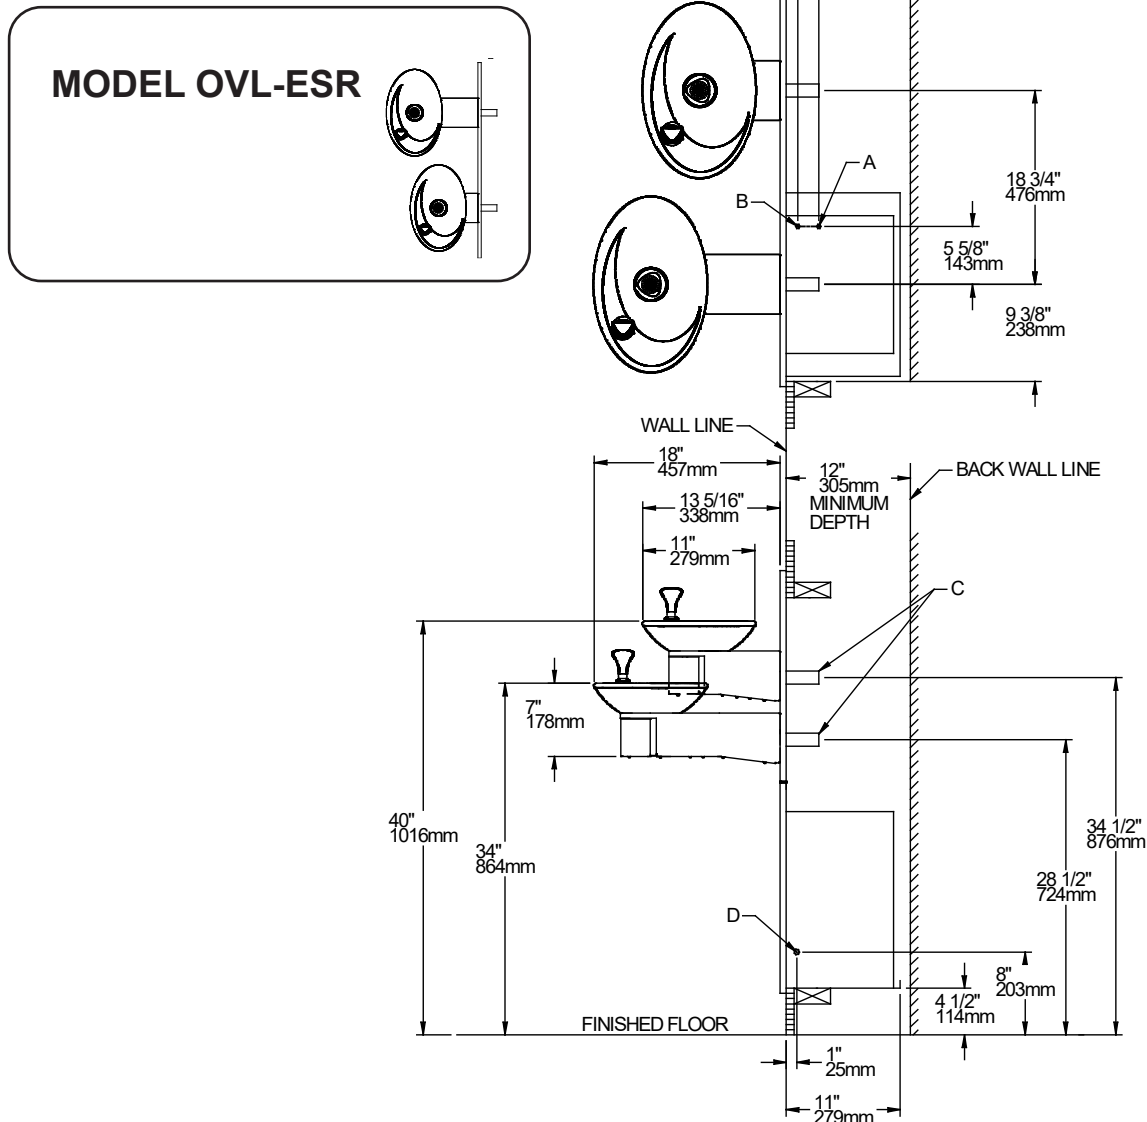 MODEL OVL-ESR
A
18 3/4"
476mm
B
5 5/8"
143mm
9 3/8"
238mm
WALL LINE
18"
457mm
12"
305mm
MINIMUM
DEPTH
BACK WALL LINE
13 5/16"
338mm
11"
279mm
C
7"
178mm
40"
1016mm
34"
864mm
34 1/2"
876mm
28 1/2"
724mm
D
8"
203mm
4 1/2"
114mm
FINISHED FLOOR
1"
25mm
11"
279mm